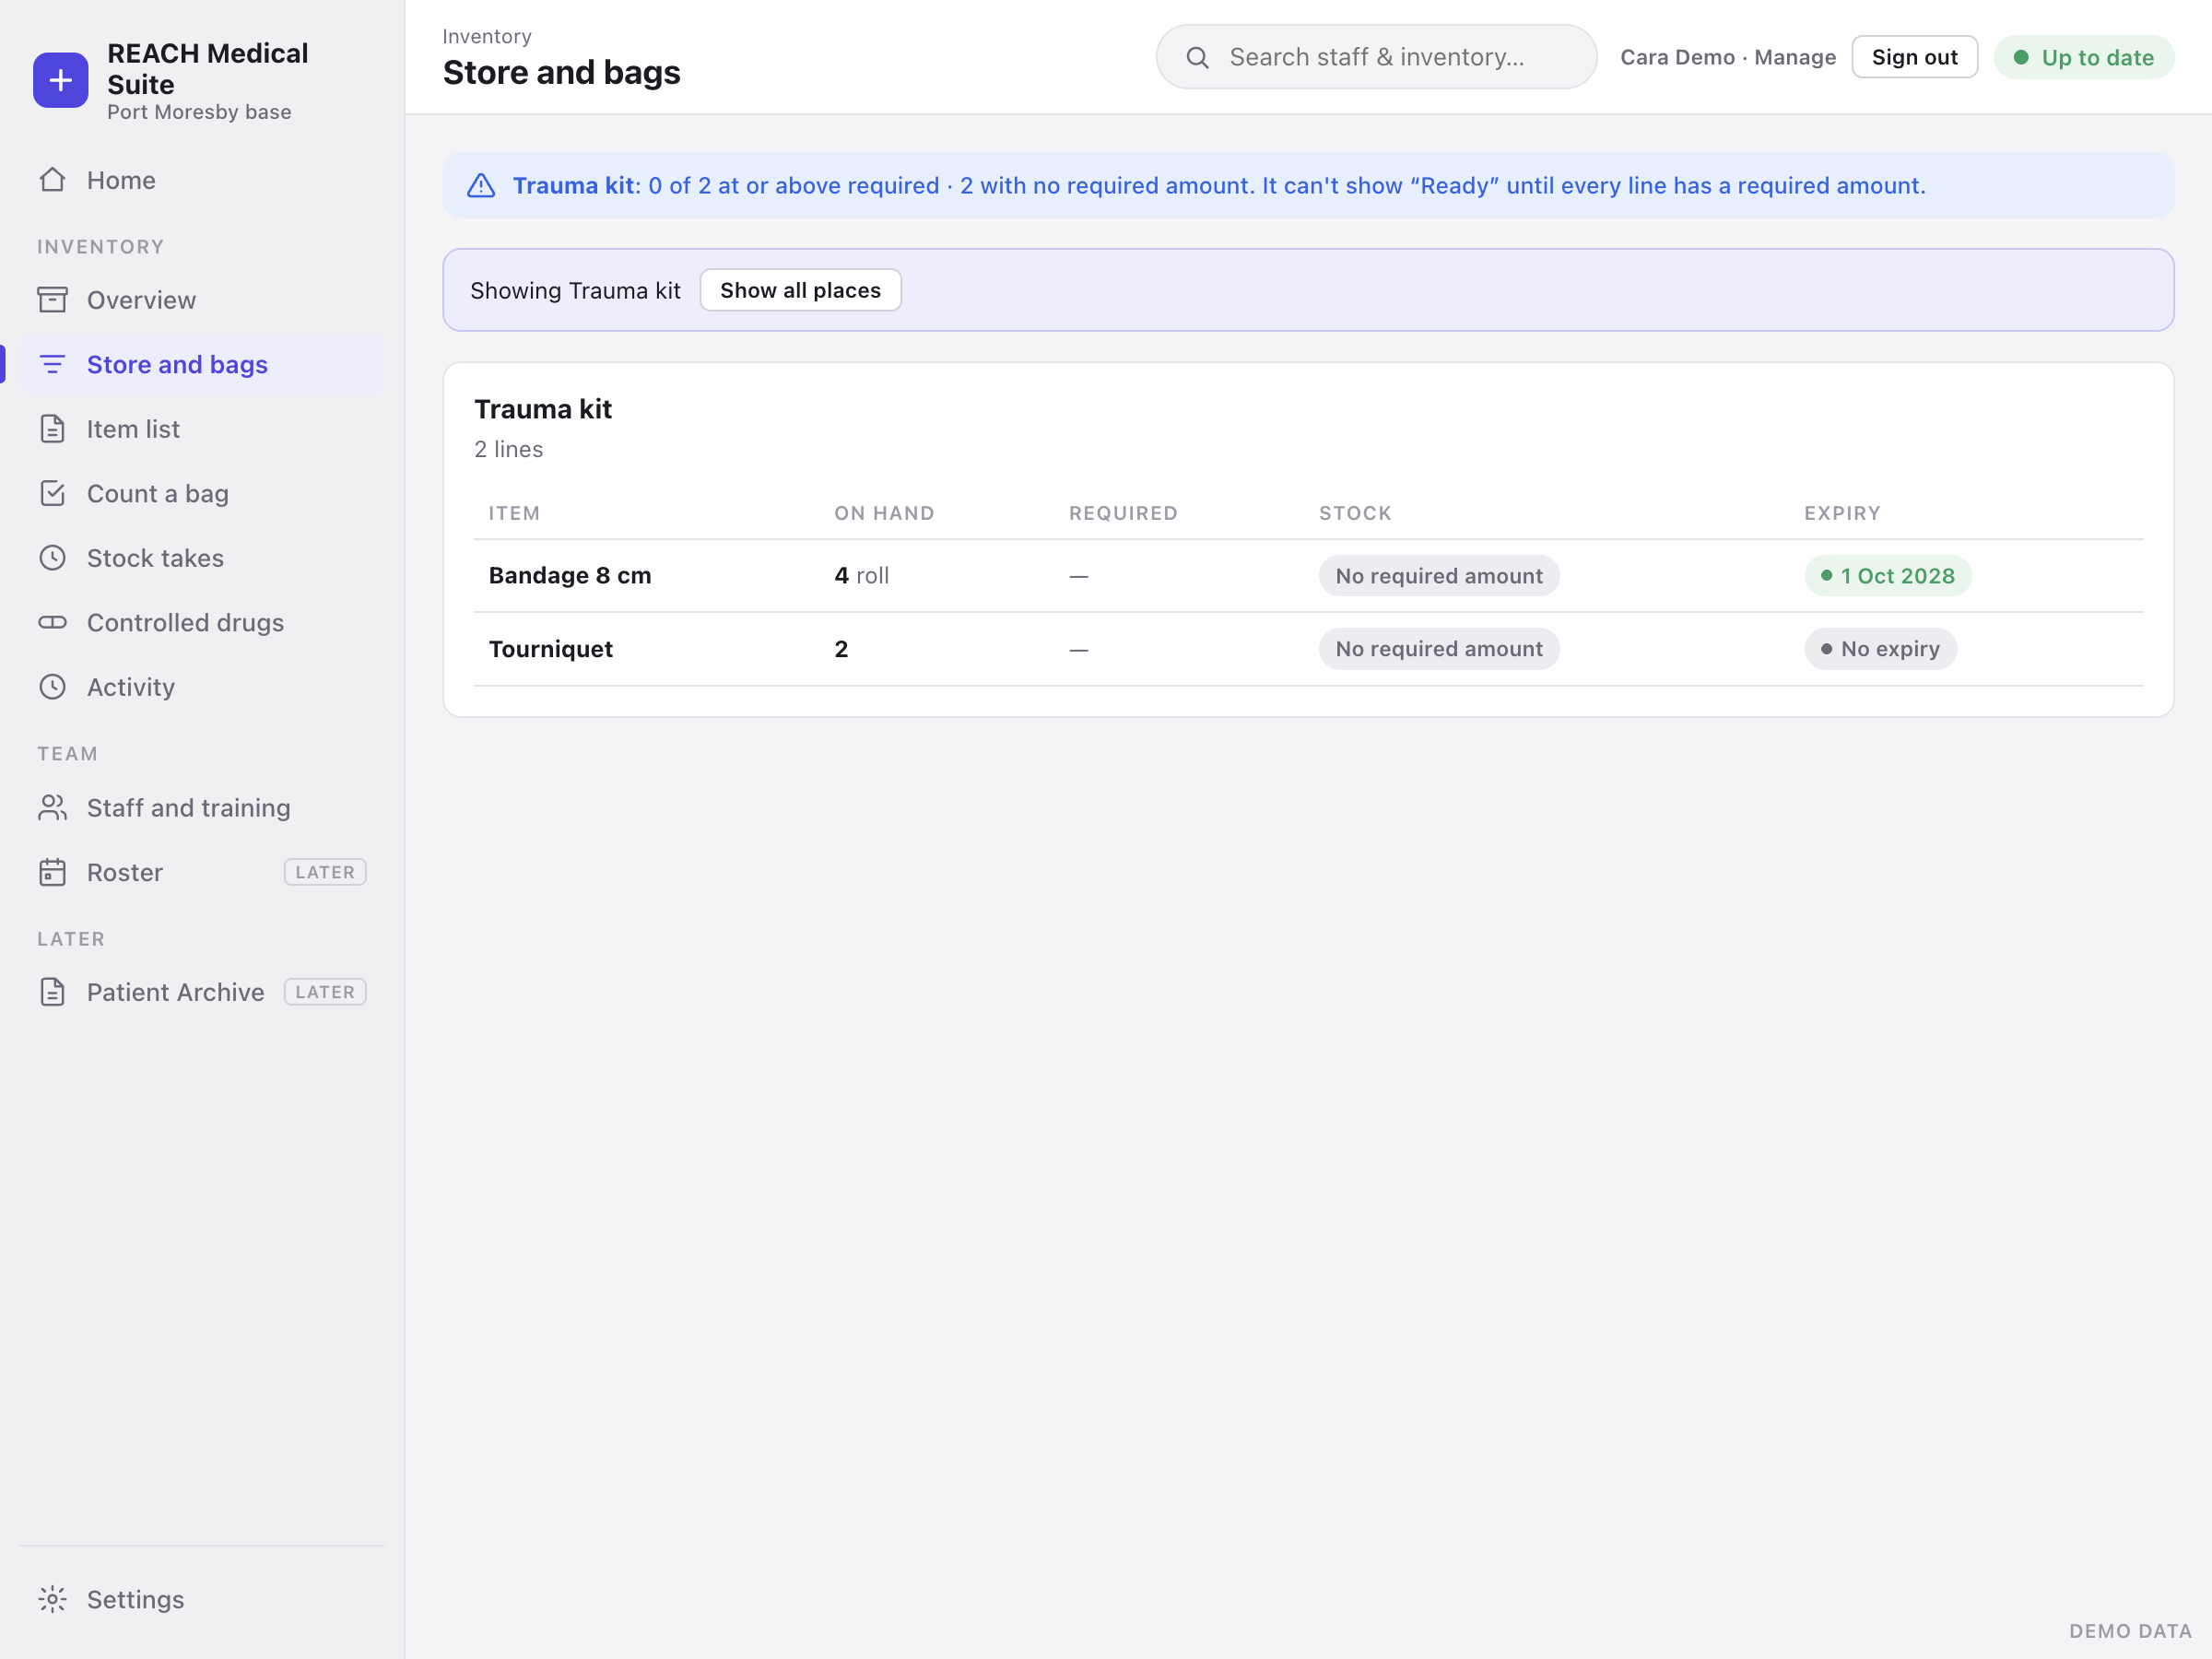 REACH Medical
Suite
Port Moresby base
Home
INVENTORY
Overview
Store and bags
Item list
Count a bag
Stock takes
Controlled drugs
Activity
TEAM
Staff and training
Roster LATER
LATER
Patient Archive LATER
Settings
Inventory
Store and bags
Search staff & inventory...
Cara Demo · Manage
Sign out
Up to date
Trauma kit: 0 of 2 at or above required · 2 with no required amount. It can't show “Ready” until every line has a required amount.
Showing Trauma kit Show all places
Trauma kit
2 lines
ITEM ON HAND REQUIRED STOCK EXPIRY
Bandage 8 cm 4 roll — No required amount 1 Oct 2028
Tourniquet 2 — No required amount No expiry
DEMO DATA